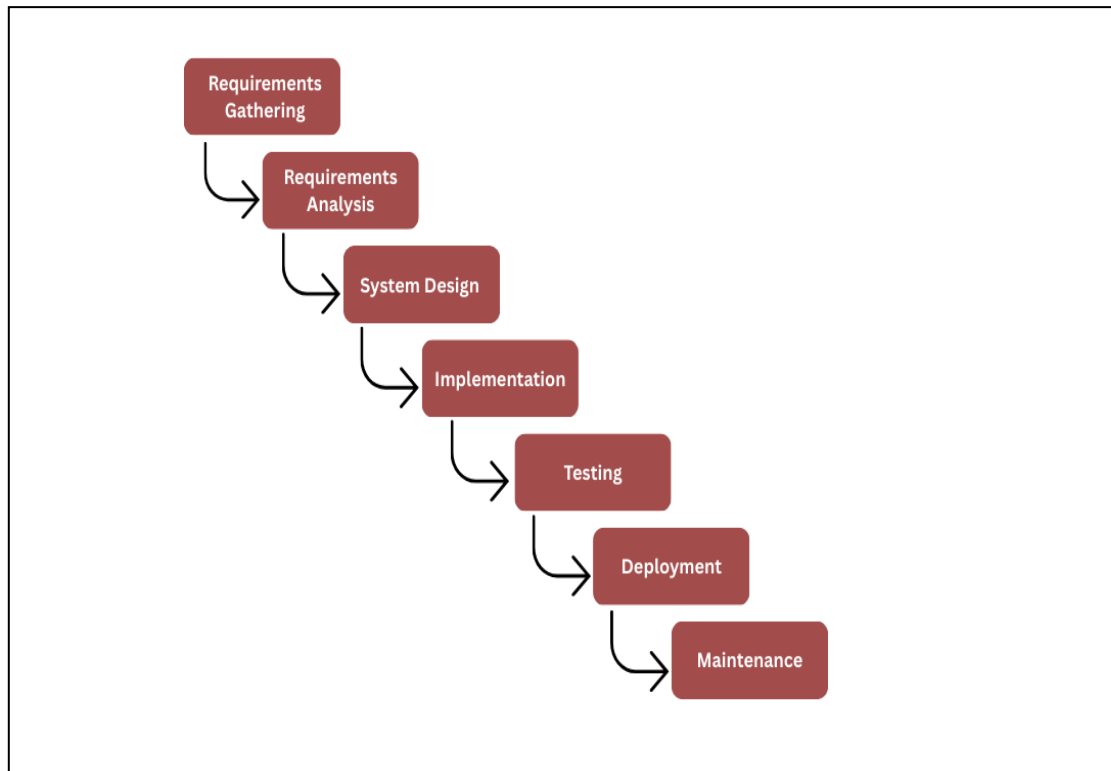 Requirements
Gathering
Requirements
Analysis
System Design
Implementation
Testing
Deployment
Maintenance